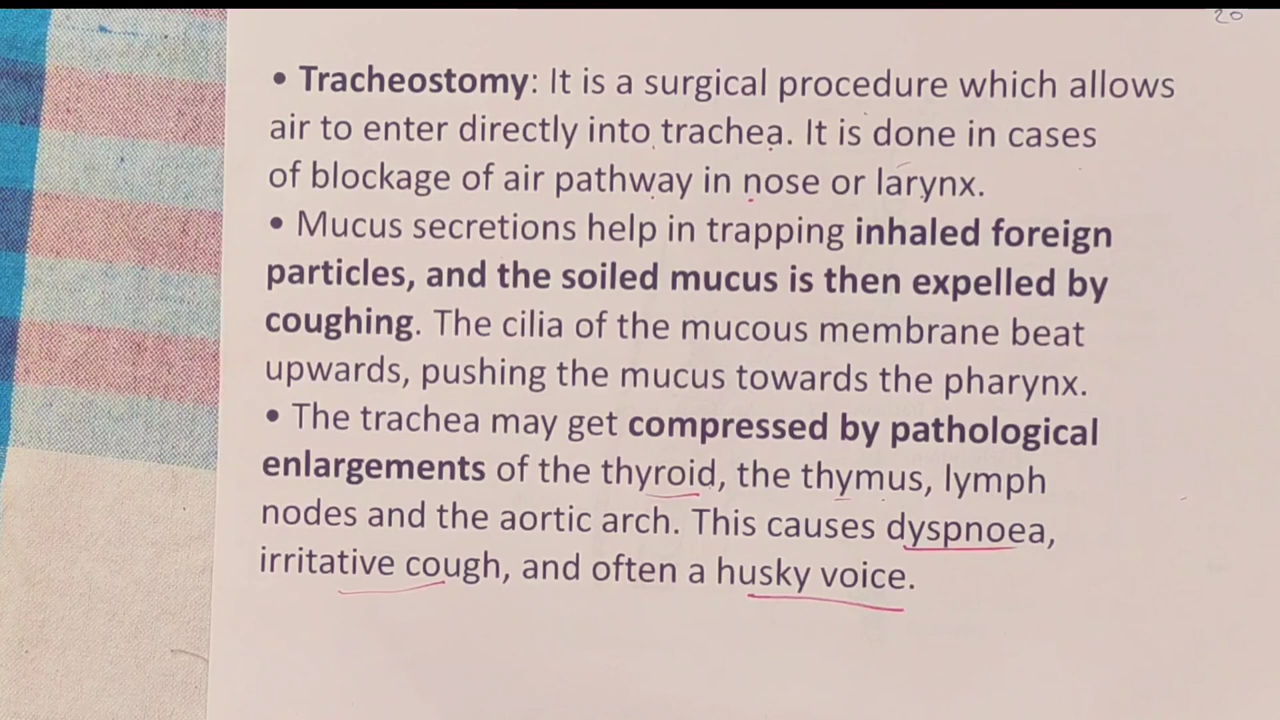 20
• Tracheostomy: It is a surgical procedure which allows
air to enter directly into trachea. It is done in cases
of blockage of air pathway in nose or larynx.
• Mucus secretions help in trapping inhaled foreign
particles, and the soiled mucus is then expelled by
coughing. The cilia of the mucous membrane beat
upwards, pushing the mucus towards the pharynx.
• The trachea may get compressed by pathological
enlargements of the thyroid, the thymus, lymph
nodes and the aortic arch. This causes dyspnoea,
irritative cough, and often a husky voice.